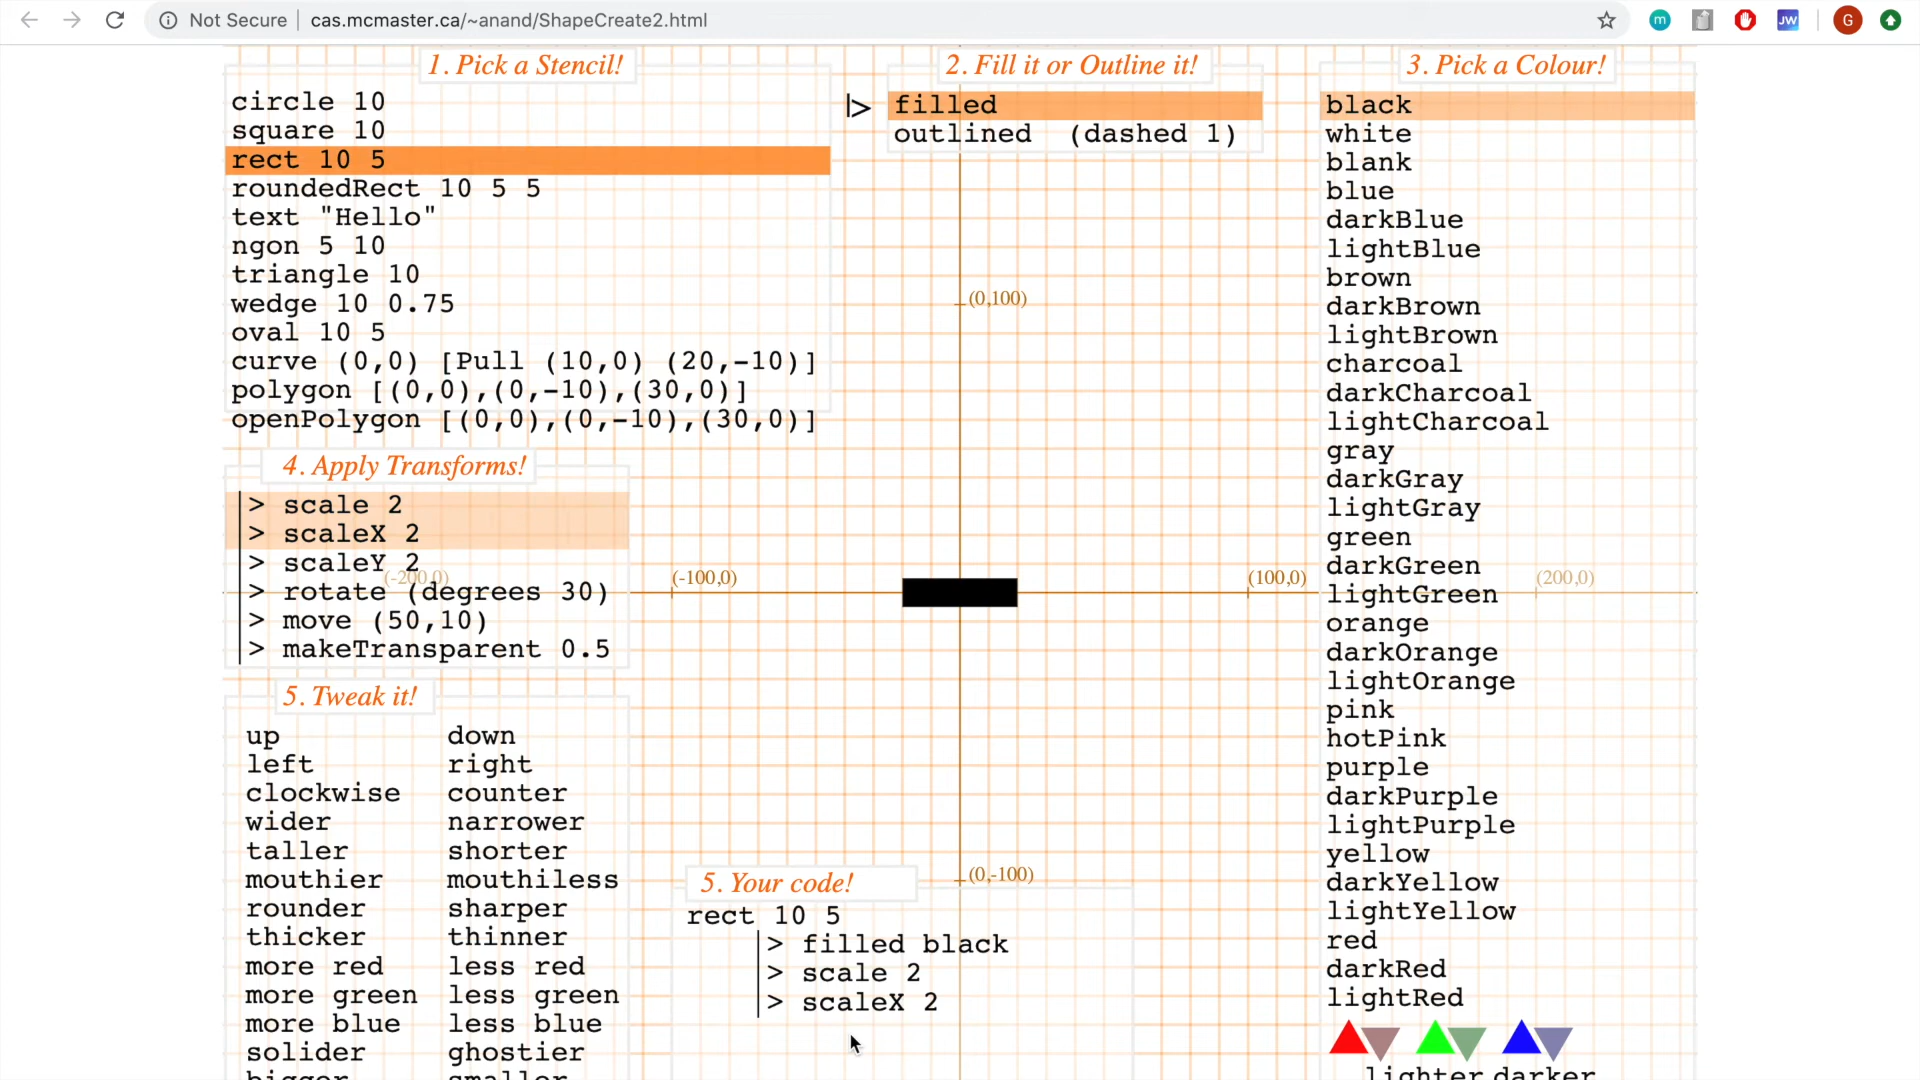 Not Secure | cas.mcmaster.ca/~anand/ShapeCreate2.html
m
JW
G
1. Pick a Stencil!
circle 10
square 10
rect 10 5
roundedRect 10 5 5
text "Hello"
ngon 5 10
triangle 10
wedge 10 0.75
oval 10 5
curve (0,0) [Pull (10,0) (20,-10)]
polygon [(0,0),(0,-10),(30,0)]
openPolygon [(0,0),(0,-10),(30,0)]
2. Fill it or Outline it!
|> filled
outlined (dashed 1)
3. Pick a Colour!
black
white
blank
blue
darkBlue
lightBlue
brown
darkBrown
lightBrown
charcoal
darkCharcoal
lightCharcoal
gray
darkGray
lightGray
green
darkGreen
lightGreen
orange
darkOrange
lightOrange
pink
hotPink
purple
darkPurple
lightPurple
yellow
darkYellow
lightYellow
red
darkRed
lightRed
lighter darker
4. Apply Transforms!
|> scale 2
|> scaleX 2
|> scaleY 2
|> rotate (degrees 30)
|> move (50,10)
|> makeTransparent 0.5
(0,100)
(-200,0)
(-100,0)
(100,0)
(200,0)
(0,-100)
5. Tweak it!
up down
left right
clockwise counter
wider narrower
taller shorter
mouthier mouthiless
rounder sharper
thicker thinner
more red less red
more green less green
more blue less blue
solider ghostier
bigger smaller
5. Your code!
rect 10 5
|> filled black
|> scale 2
|> scaleX 2